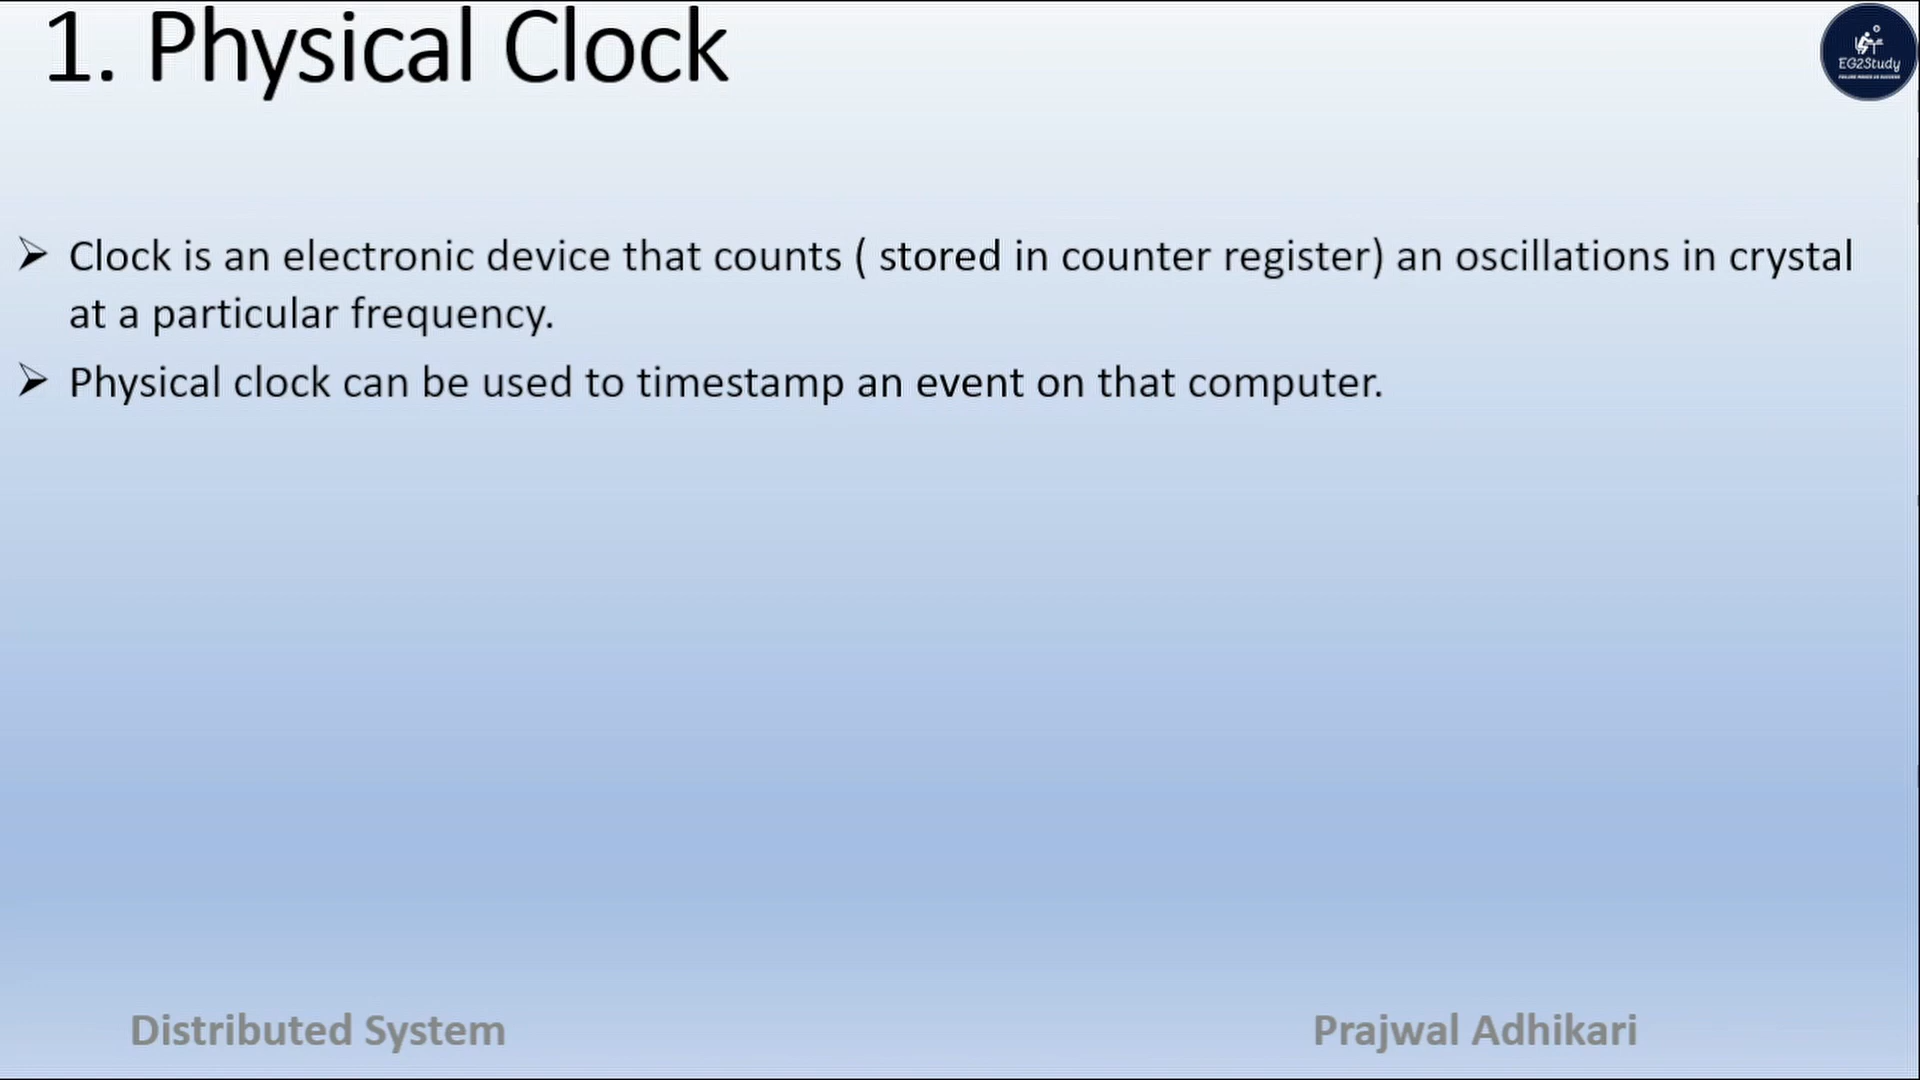 1. Physical Clock
EG2Study
➢ Clock is an electronic device that counts ( stored in counter register) an oscillations in crystal
at a particular frequency.
➢ Physical clock can be used to timestamp an event on that computer.
Distributed System
Prajwal Adhikari